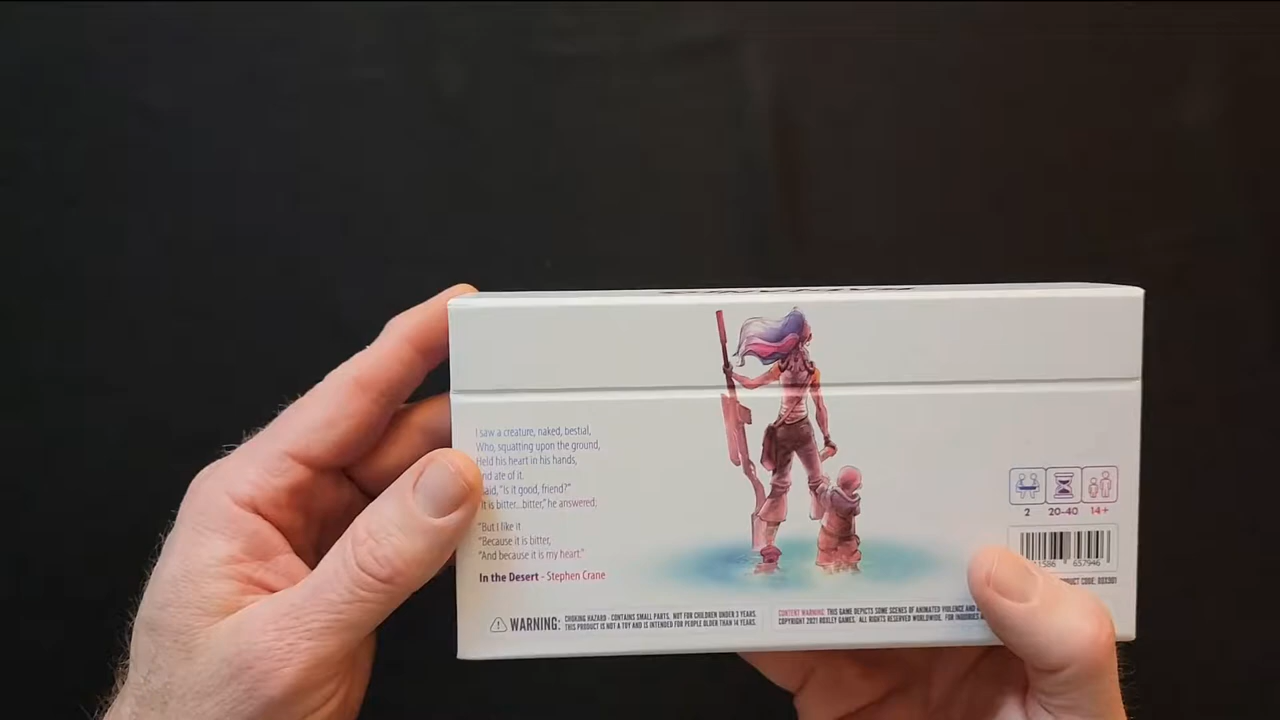 I saw a creature, naked, bestial,
Who, squatting upon the ground,
Held his heart in his hands,
nd ate of it.
said, "Is it good, friend?"
"It is bitter...bitter," he answered;
"But I like it
"Because it is bitter,
"And because it is my heart."
In the Desert - Stephen Crane
2 20-40 14+
11586 657946
PRODUCT CODE:
WARNING: CHOKING HAZARD - CONTAINS SMALL PARTS. NOT FOR CHILDREN UNDER 3 YEARS.
THIS PRODUCT IS NOT A TOY AND IS INTENDED FOR PEOPLE OLDER THAN 14 YEARS.
CONTENT WARNING: THIS GAME DEPICTS SOME SCENES OF ANIMATED VIOLENCE AND
COPYRIGHT 2021 ROXLEY GAMES. ALL RIGHTS RESERVED WORLDWIDE. FOR INQUIRIES